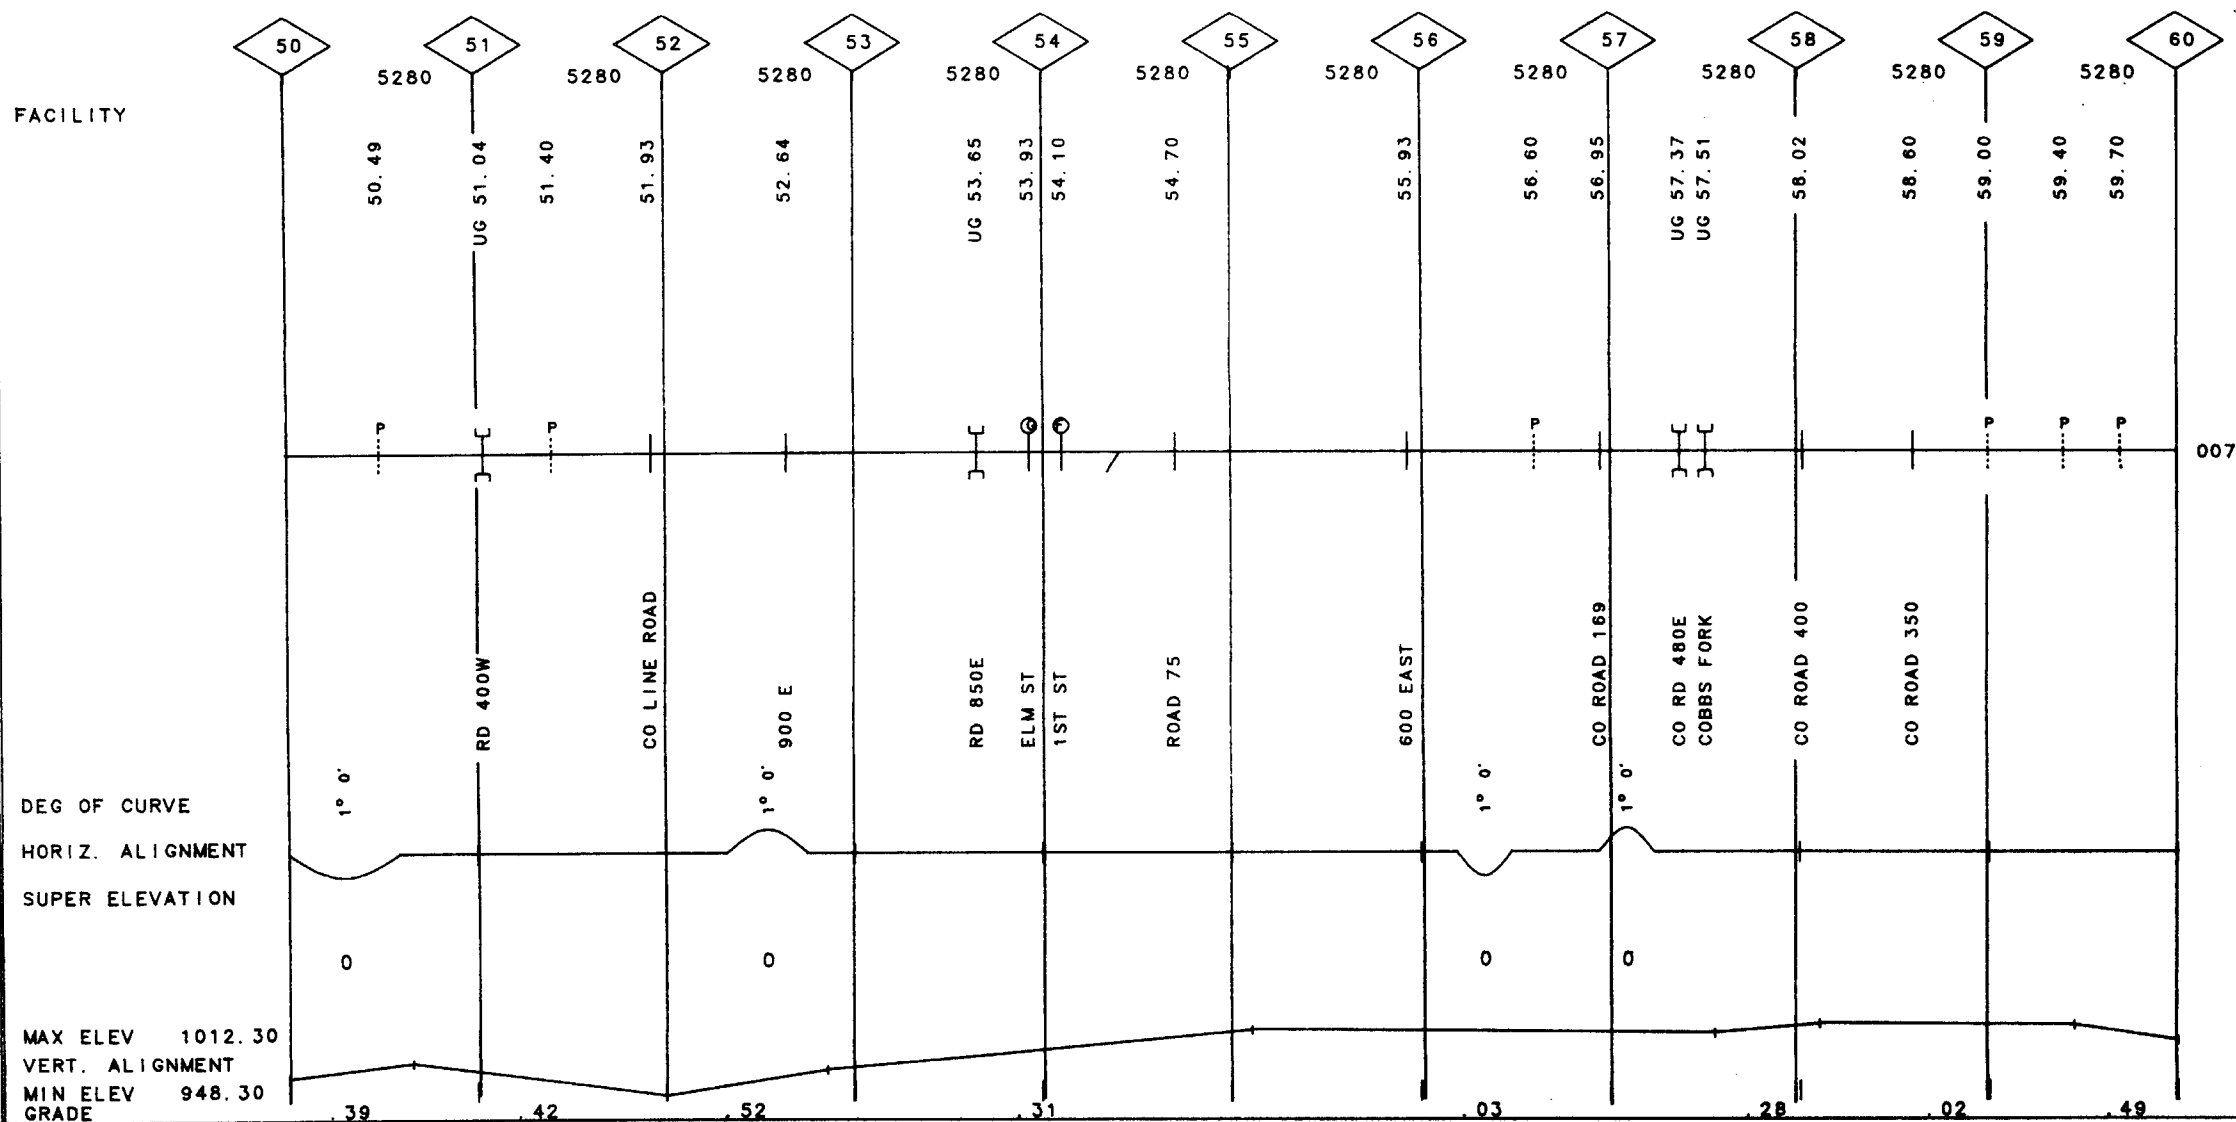 50 51 52 53 54 55 56 57 58 59 60
5280 5280 5280 5280 5280 5280 5280 5280 5280 5280
FACILITY
50.49
UG 51.04
51.40
51.93
52.64
UG 53.65
53.93
54.10
54.70
55.93
56.60
56.95
UG 57.37
UG 57.51
58.02
58.60
59.00
59.40
59.70
P P G F P P P P
007
RD 400W
CO LINE ROAD
900 E
RD 850E
ELM ST
1ST ST
ROAD 75
600 EAST
CO ROAD 169
CO RD 480E
COBBS FORK
CO ROAD 400
CO ROAD 350
DEG OF CURVE 1° 0' 1° 0' 1° 0' 1° 0'
HORIZ. ALIGNMENT
SUPER ELEVATION
0 0 0 0
MAX ELEV 1012.30
VERT. ALIGNMENT
MIN ELEV 948.30
GRADE .39 .42 .52 .31 .03 .28 .02 .49